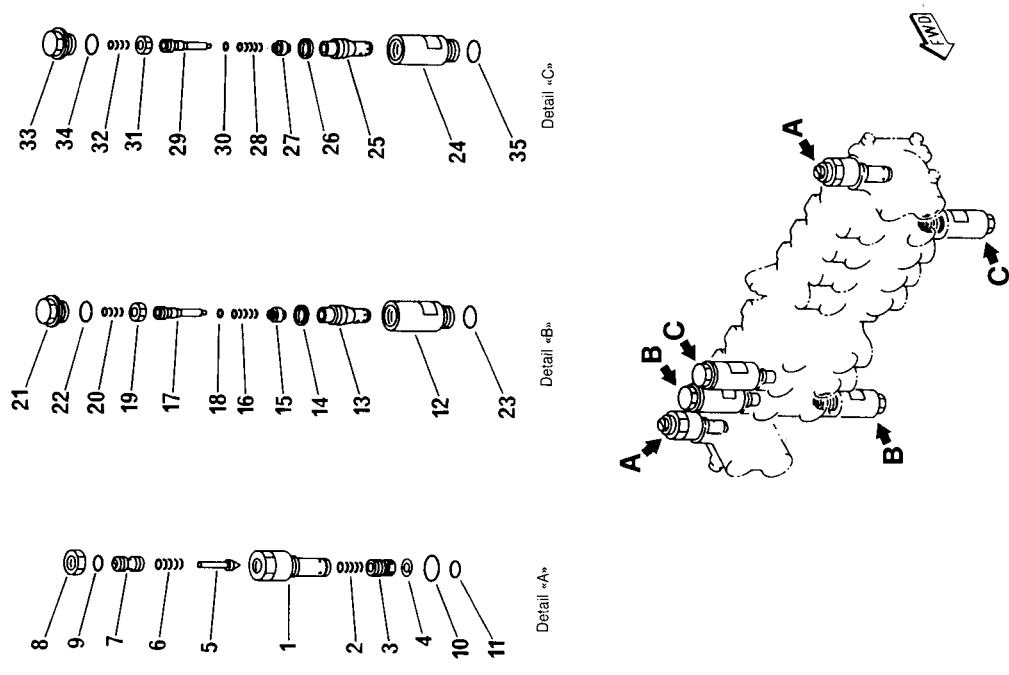 33 34 32 31 29 30 28 27 26 25 24 35
Detail «C»
21 22 20 19 17 18 16 15 14 13 12 23
Detail «B»
8 9 7 6 5 1 2 3 4 10 11
Detail «A»
FWD
A
C
C
B
A
B